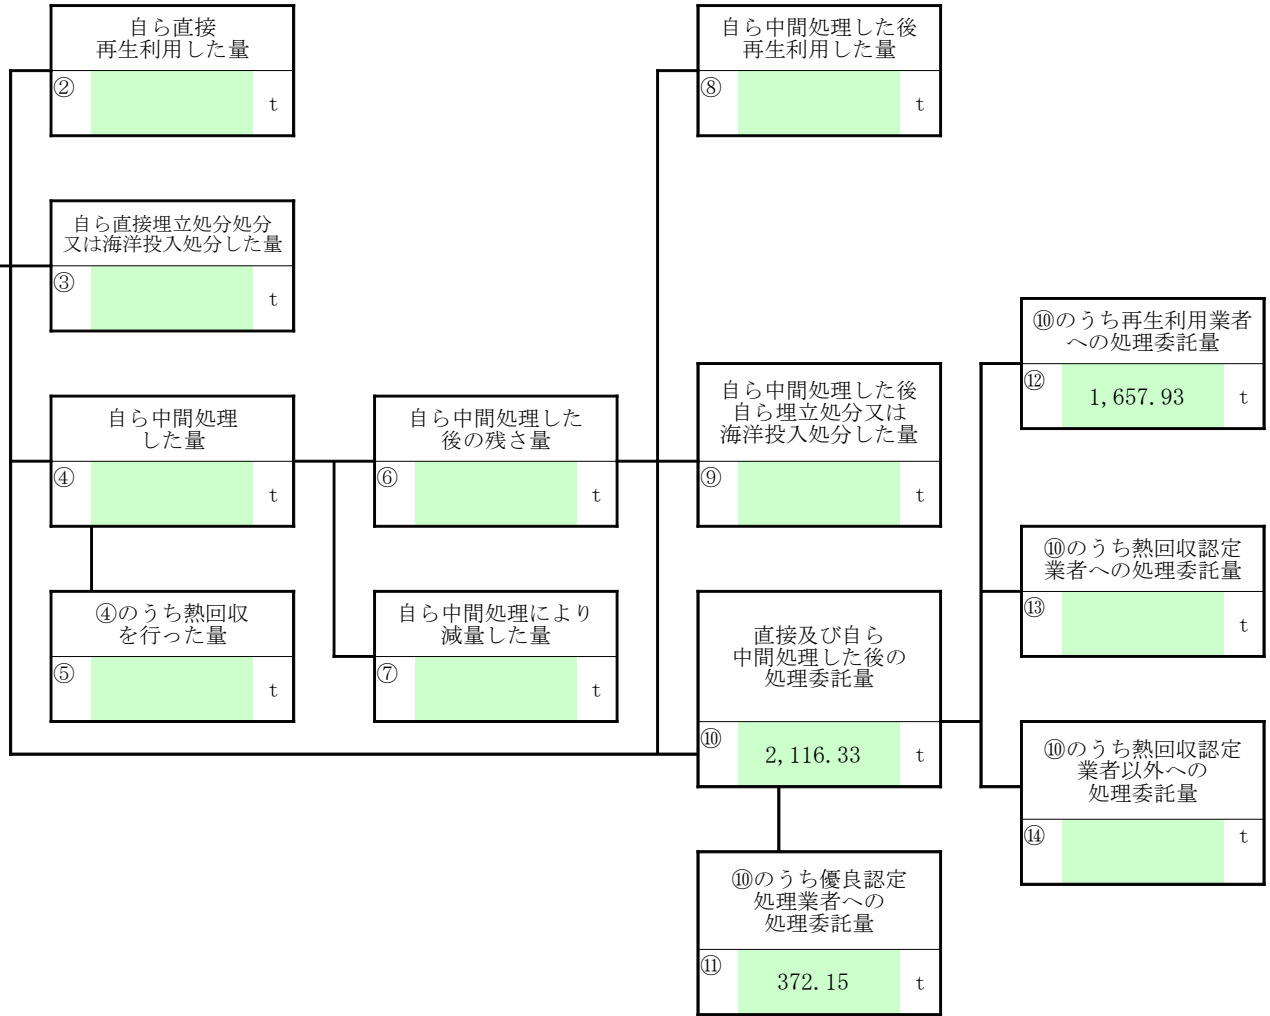 自ら直接
再生利用した量
②
t
自ら中間処理した後
再生利用した量
⑧
t
自ら直接埋立処分処分
又は海洋投入処分した量
③
t
⑩のうち再生利用業者
への処理委託量
⑫
1,657.93
t
自ら中間処理
した量
④
t
自ら中間処理した
後の残さ量
⑥
t
自ら中間処理した後
自ら埋立処分又は
海洋投入処分した量
⑨
t
⑩のうち熱回収認定
業者への処理委託量
⑬
t
④のうち熱回収
を行った量
⑤
t
自ら中間処理により
減量した量
⑦
t
直接及び自ら
中間処理した後の
処理委託量
⑩
2,116.33
t
⑩のうち熱回収認定
業者以外への
処理委託量
⑭
t
⑩のうち優良認定
処理業者への
処理委託量
⑪
372.15
t